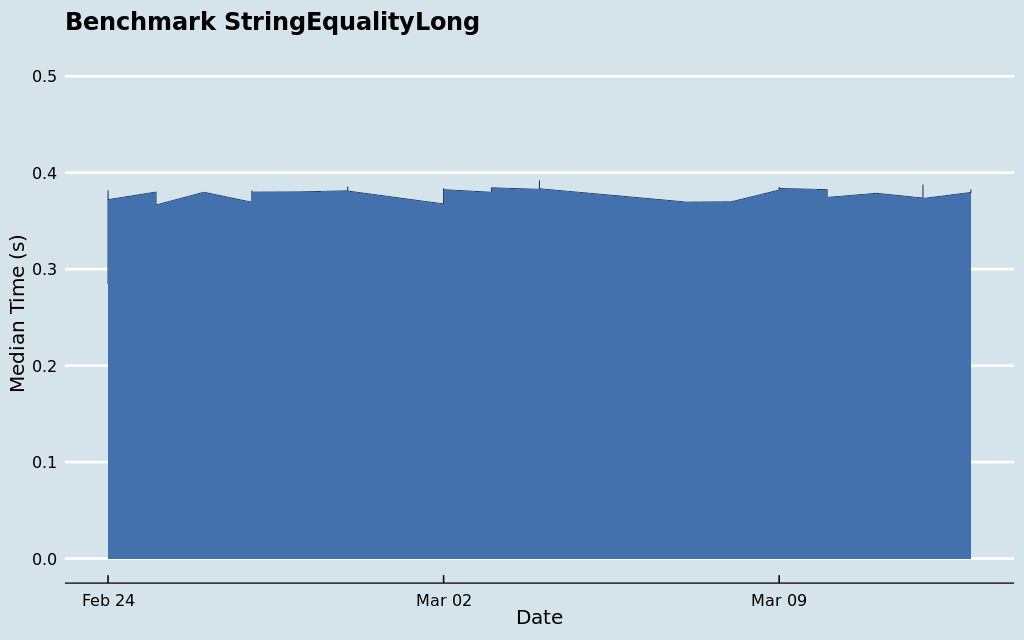 Benchmark StringEqualityLong
0.5
0.4
0.3
0.2
0.1
0.0
Median Time (s)
Feb 24
Mar 02
Mar 09
Date